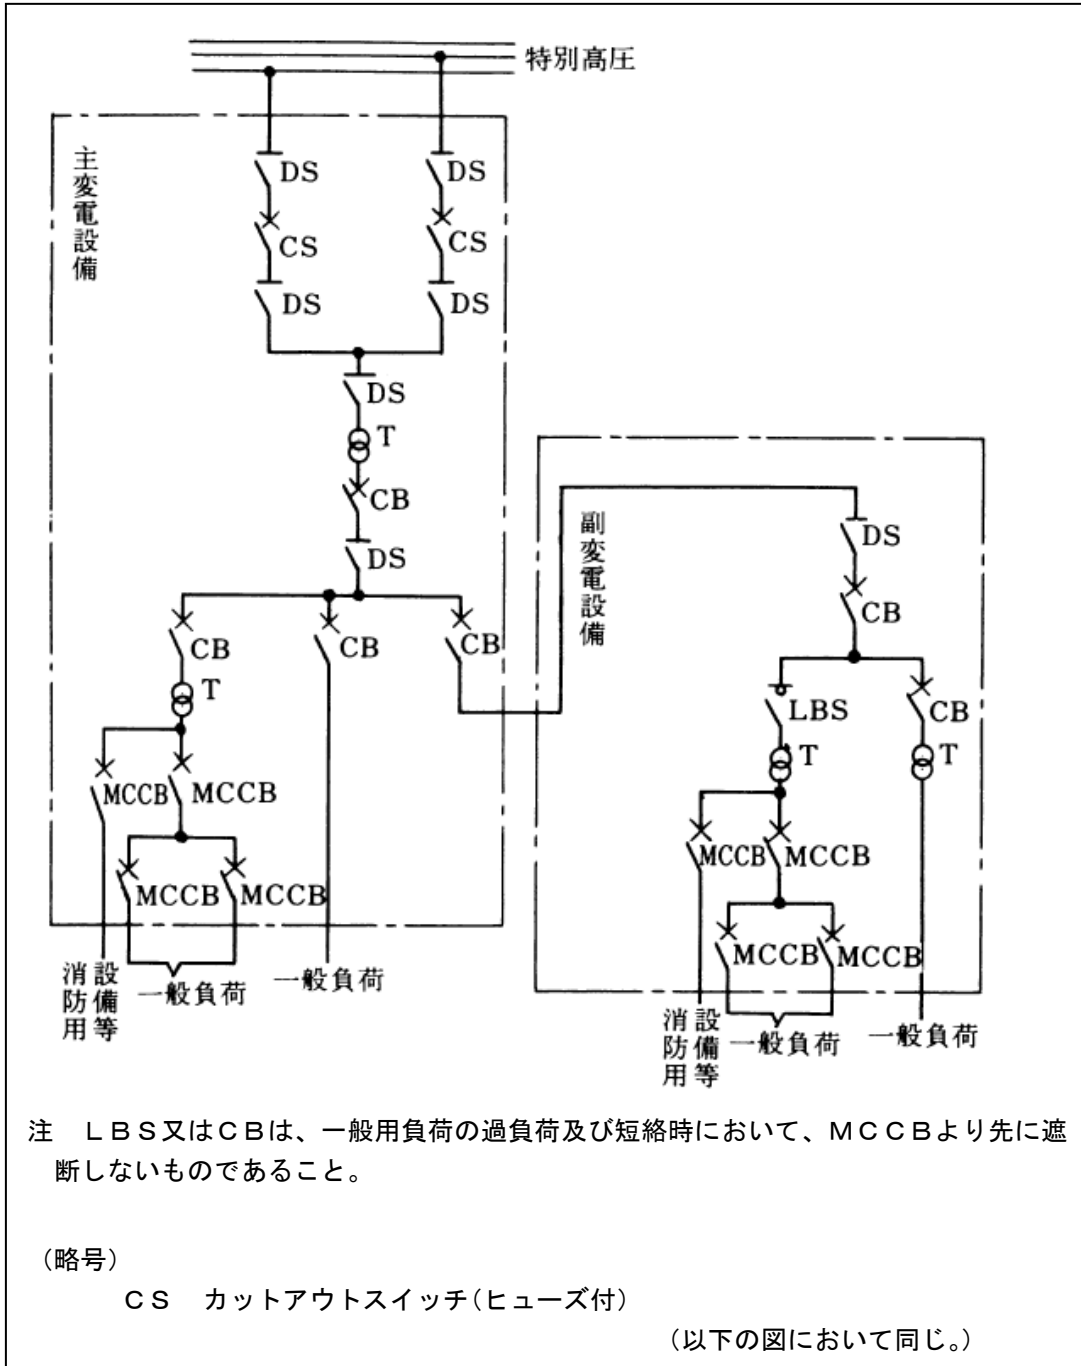 特別高圧
主変電設備
DS
DS
CS
CS
DS
DS
DS
T
CB
DS
CB
CB
CB
T
MCCB
MCCB
MCCB
MCCB
消防用設備等
一般負荷
一般負荷
副変電設備
DS
CB
LBS
CB
T
T
MCCB
MCCB
MCCB
MCCB
消防用設備等
一般負荷
一般負荷
注　ＬＢＳ又はＣＢは、一般用負荷の過負荷及び短絡時において、ＭＣＣＢより先に遮
断しないものであること。
（略号）
ＣＳ　カットアウトスイッチ（ヒューズ付）
（以下の図において同じ。）